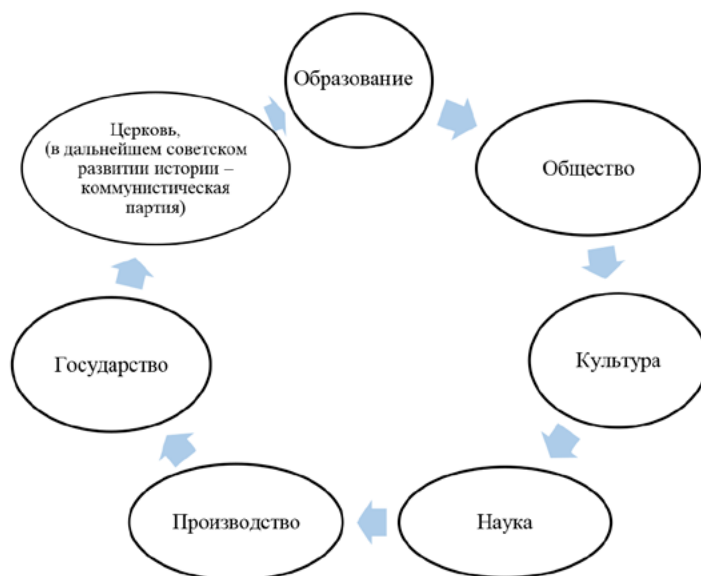 Образование
Церковь,
(в дальнейшем советском
развитии истории –
коммунистическая
партия)
Общество
Государство
Культура
Производство
Наука